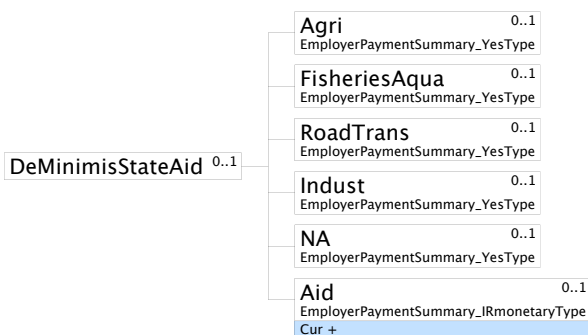 Agri 0..1
EmployerPaymentSummary_YesType
FisheriesAqua 0..1
EmployerPaymentSummary_YesType
RoadTrans 0..1
EmployerPaymentSummary_YesType
DeMinimisStateAid 0..1
Indust 0..1
EmployerPaymentSummary_YesType
NA 0..1
EmployerPaymentSummary_YesType
Aid 0..1
EmployerPaymentSummary_IRmonetaryType
Cur +